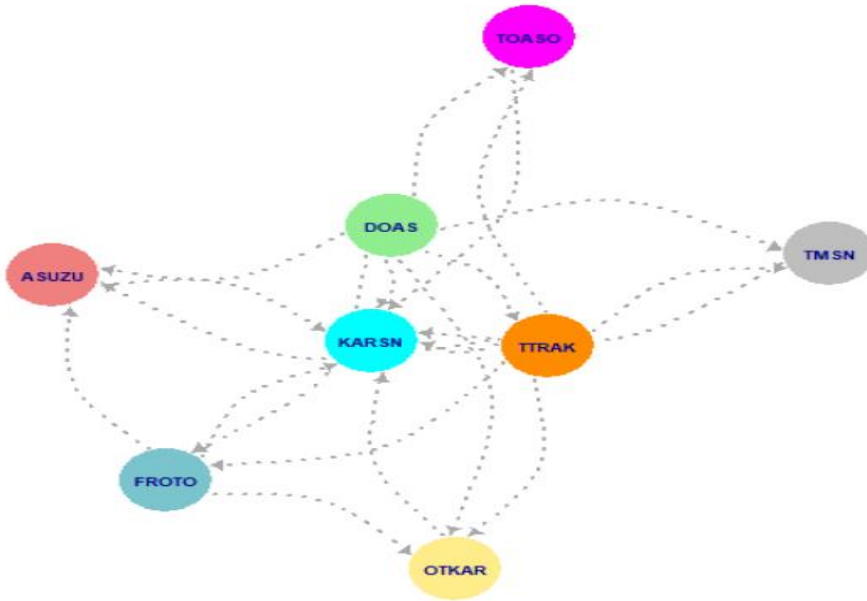 TOASO
DOAS
TMSN
ASUZU
KARSN
TTRAK
FROTO
OTKAR